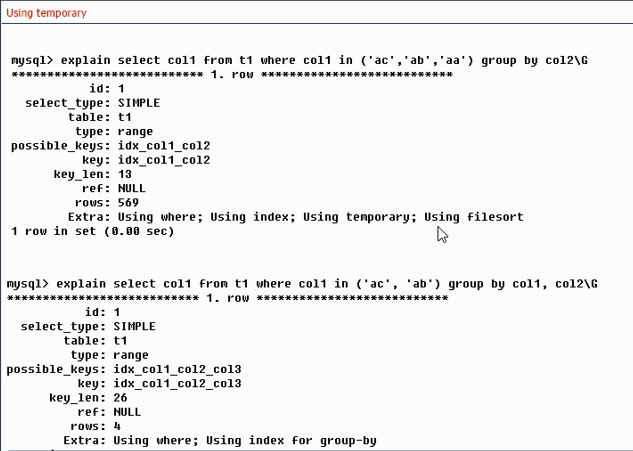 Using temporary
mysql> explain select col1 from t1 where col1 in ('ac','ab','aa') group by col2\G
*************************** 1. row ***************************
id: 1
select_type: SIMPLE
table: t1
type: range
possible_keys: idx_col1_col2
key: idx_col1_col2
key_len: 13
ref: NULL
rows: 569
Extra: Using where; Using index; Using temporary; Using filesort
1 row in set (0.00 sec)
mysql> explain select col1 from t1 where col1 in ('ac', 'ab') group by col1, col2\G
*************************** 1. row ***************************
id: 1
select_type: SIMPLE
table: t1
type: range
possible_keys: idx_col1_col2_col3
key: idx_col1_col2_col3
key_len: 26
ref: NULL
rows: 4
Extra: Using where; Using index for group-by